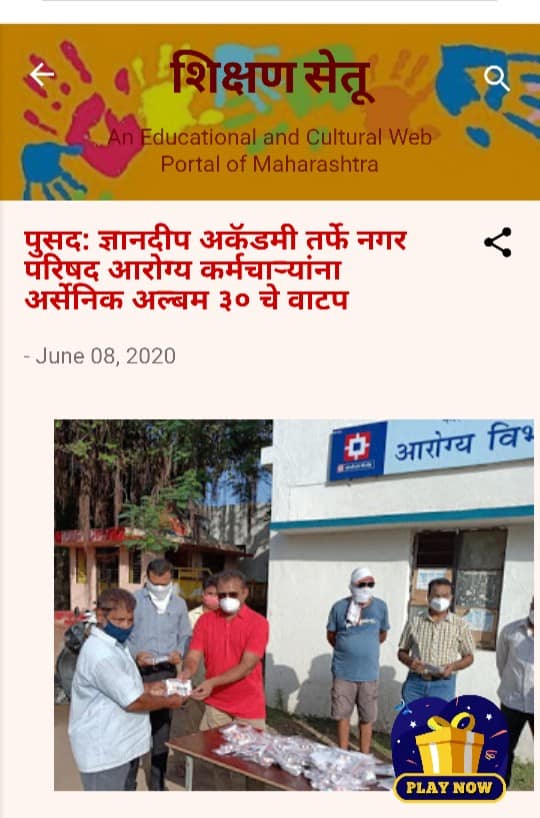 शिक्षण सेतू
An Educational and Cultural Web
Portal of Maharashtra
पुसद: ज्ञानदीप अकॅडमी तर्फे नगर
परिषद आरोग्य कर्मचाऱ्यांना
अर्सेनिक अल्बम ३० चे वाटप
- June 08, 2020
आरोग्य विभ
PLAY NOW